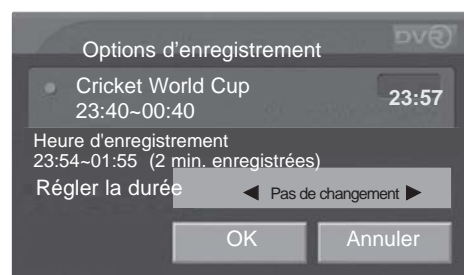 DVR
Options d'enregistrement
Cricket World Cup
23:40~00:40
23:57
Heure d'enregistrement
23:54~01:55 (2 min. enregistrées)
Régler la durée
◀ Pas de changement ▶
OK
Annuler